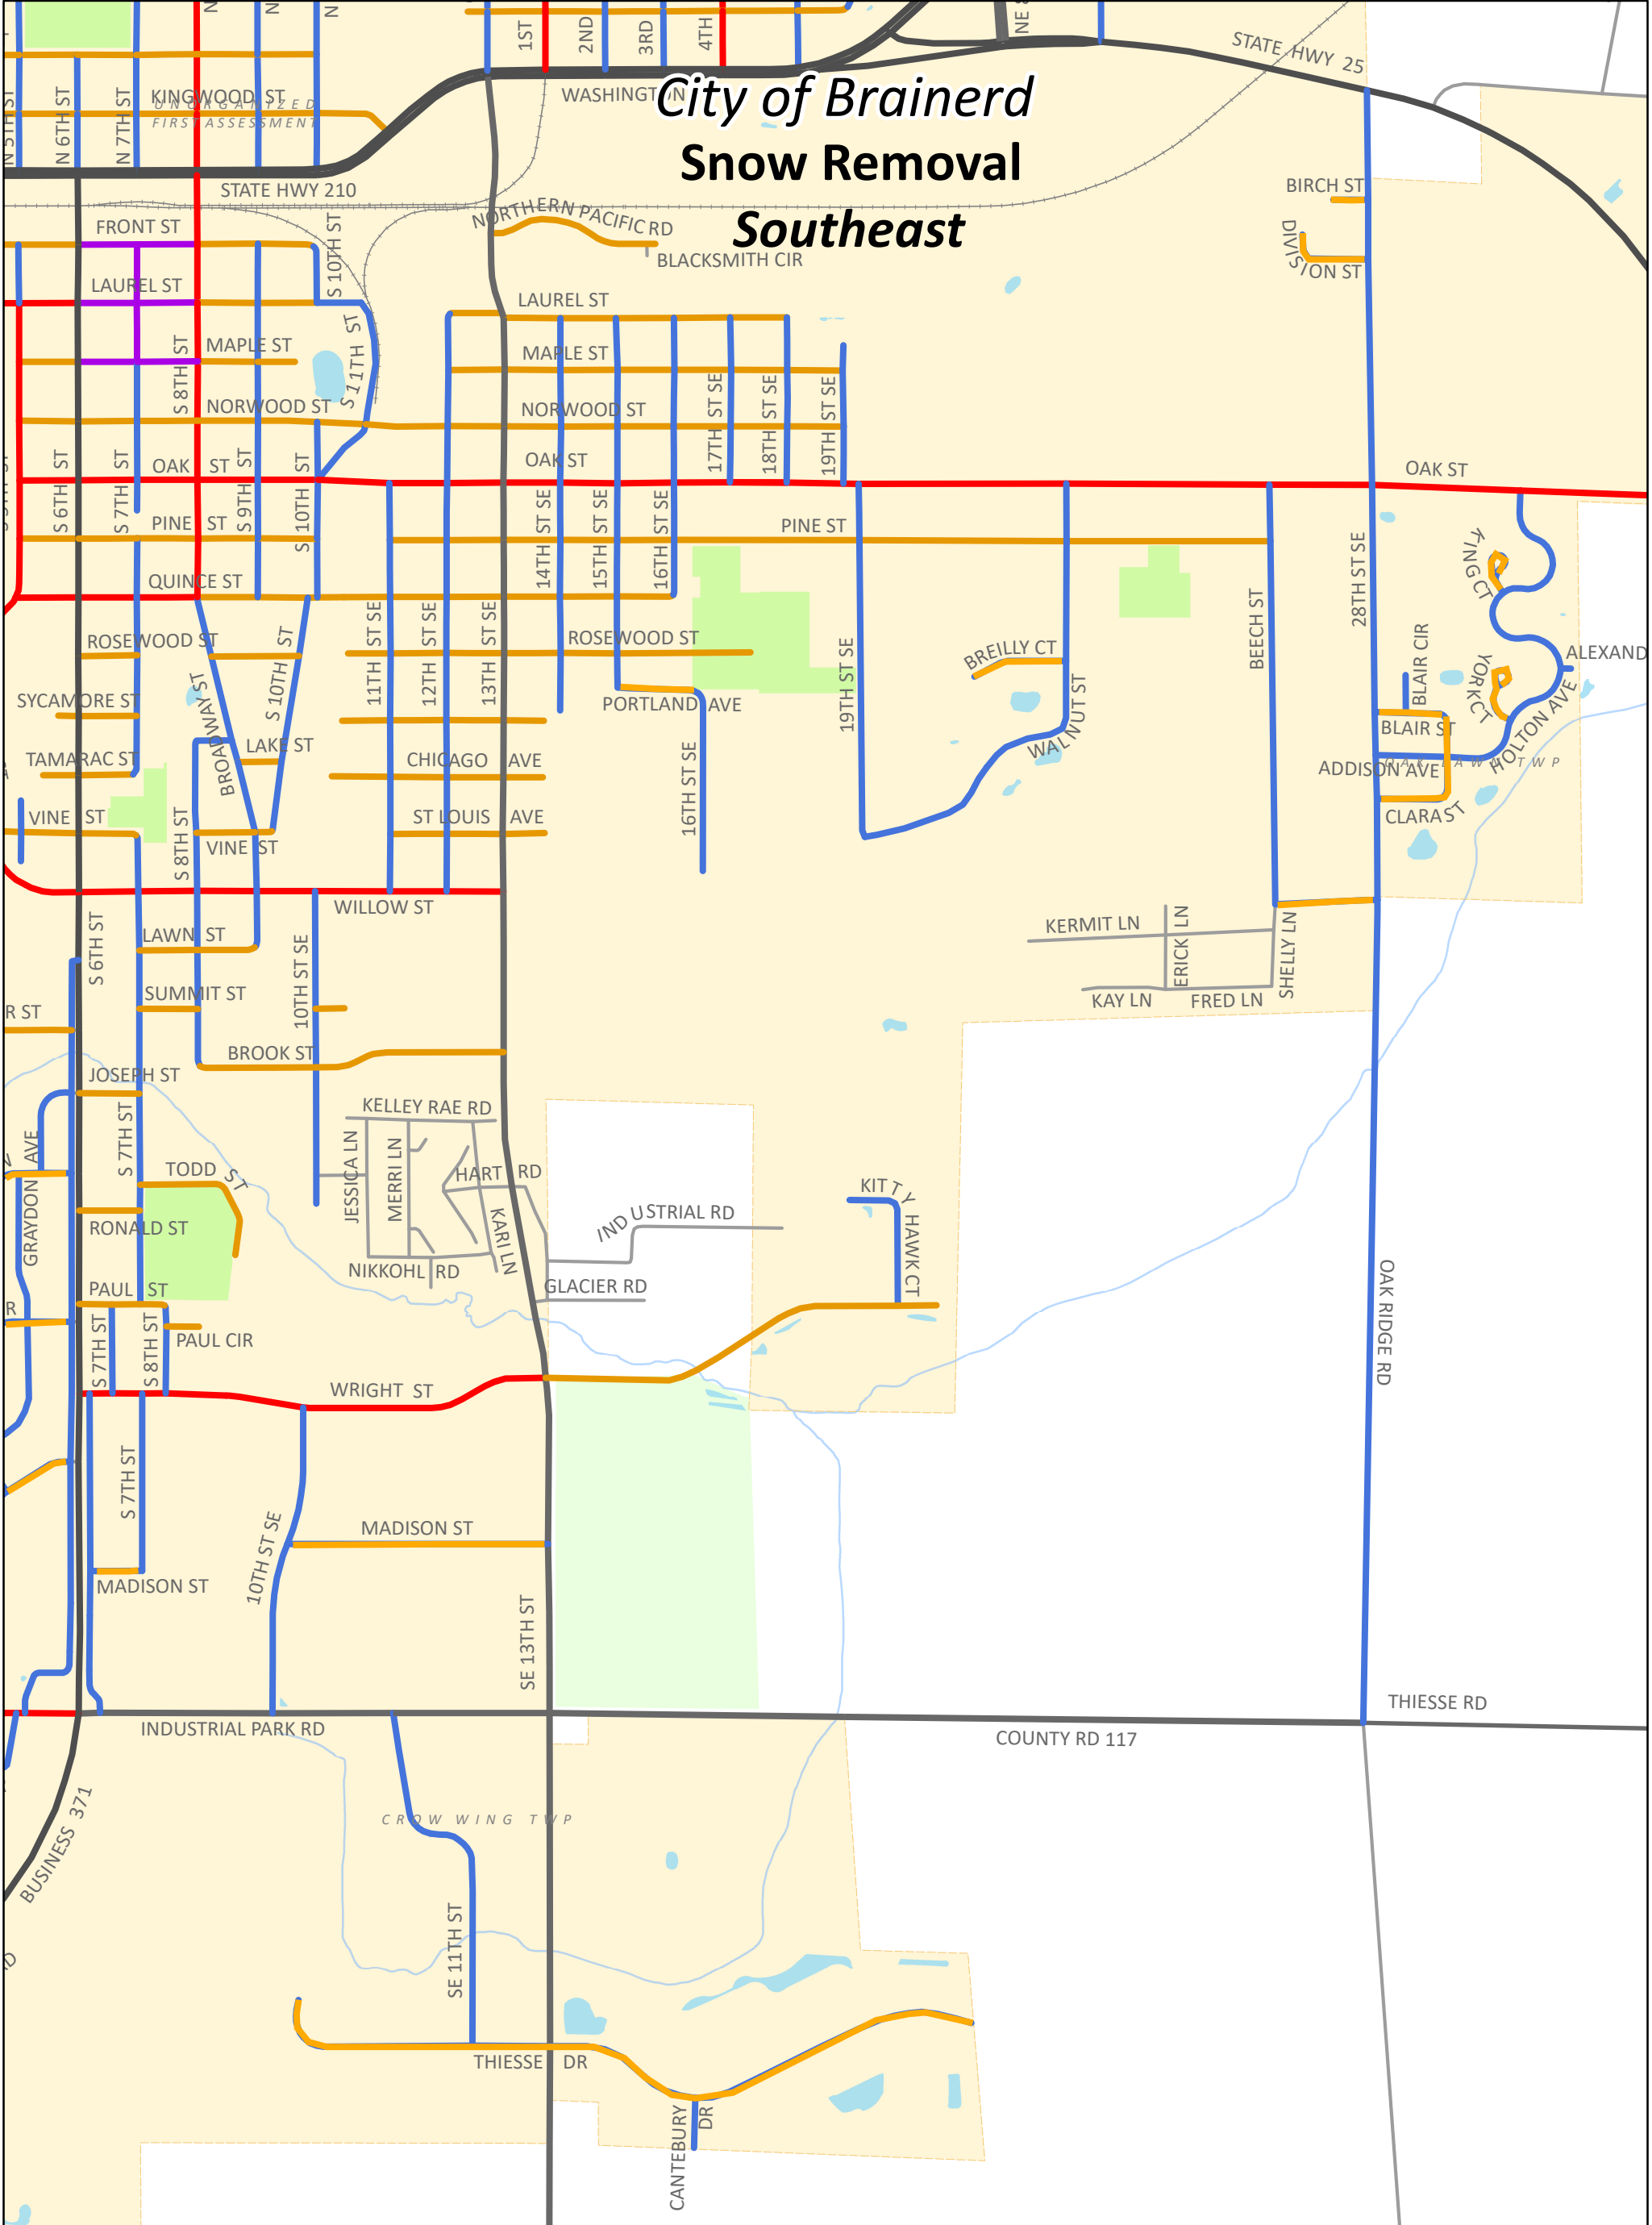 City of Brainerd
Snow Removal
Southeast
1ST
2ND
3RD
4TH
STATE HWY 25
WASHINGTON
KINGWOOD ST
UNORGANIZED
FIRST ASSESSMENT
N 5TH ST
N 6TH ST
N 7TH ST
STATE HWY 210
BIRCH ST
DIVISION ST
FRONT ST
NORTHERN PACIFIC RD
BLACKSMITH CIR
S 10TH ST
LAUREL ST
LAUREL ST
S 11TH ST
MAPLE ST
MAPLE ST
S 8TH ST
NORWOOD ST
NORWOOD ST
17TH ST SE
18TH ST SE
19TH ST SE
OAK ST
OAK ST
OAK ST
S 6TH ST
S 7TH ST
S 9TH ST
S 10TH ST
PINE ST
PINE ST
14TH ST SE
15TH ST SE
16TH ST SE
28TH ST SE
KING CT
QUINCE ST
ROSEWOOD ST
ROSEWOOD ST
S 10TH ST
11TH ST SE
12TH ST SE
13TH ST SE
19TH ST SE
BREILLY CT
BEECH ST
BLAIR CIR
YORK CT
ALEXAND
SYCAMORE ST
BROADWAY ST
PORTLAND AVE
WALNUT ST
BLAIR ST
HOLTON AVE
TAMARAC ST
LAKE ST
CHICAGO AVE
16TH ST SE
ADDISON AVE
OAK LAWN TWP
VINE ST
VINE ST
S 8TH ST
ST LOUIS AVE
CLARA ST
WILLOW ST
S 6TH ST
LAWN ST
10TH ST SE
KERMIT LN
ERICK LN
SHELLY LN
SUMMIT ST
KAY LN
FRED LN
R ST
BROOK ST
JOSEPH ST
KELLEY RAE RD
GRAYDON AVE
S 7TH ST
TODD ST
JESSICA LN
MERRI LN
HART RD
KARI LN
KITTY HAWK CT
RONALD ST
INDUSTRIAL RD
NIKKOHL RD
GLACIER RD
PAUL ST
R
S 7TH ST
S 8TH ST
PAUL CIR
OAK RIDGE RD
WRIGHT ST
S 7TH ST
10TH ST SE
MADISON ST
MADISON ST
SE 13TH ST
THIESSE RD
INDUSTRIAL PARK RD
COUNTY RD 117
BUSINESS 371
CROW WING TWP
SE 11TH ST
THIESSE DR
CANTEBURY DR